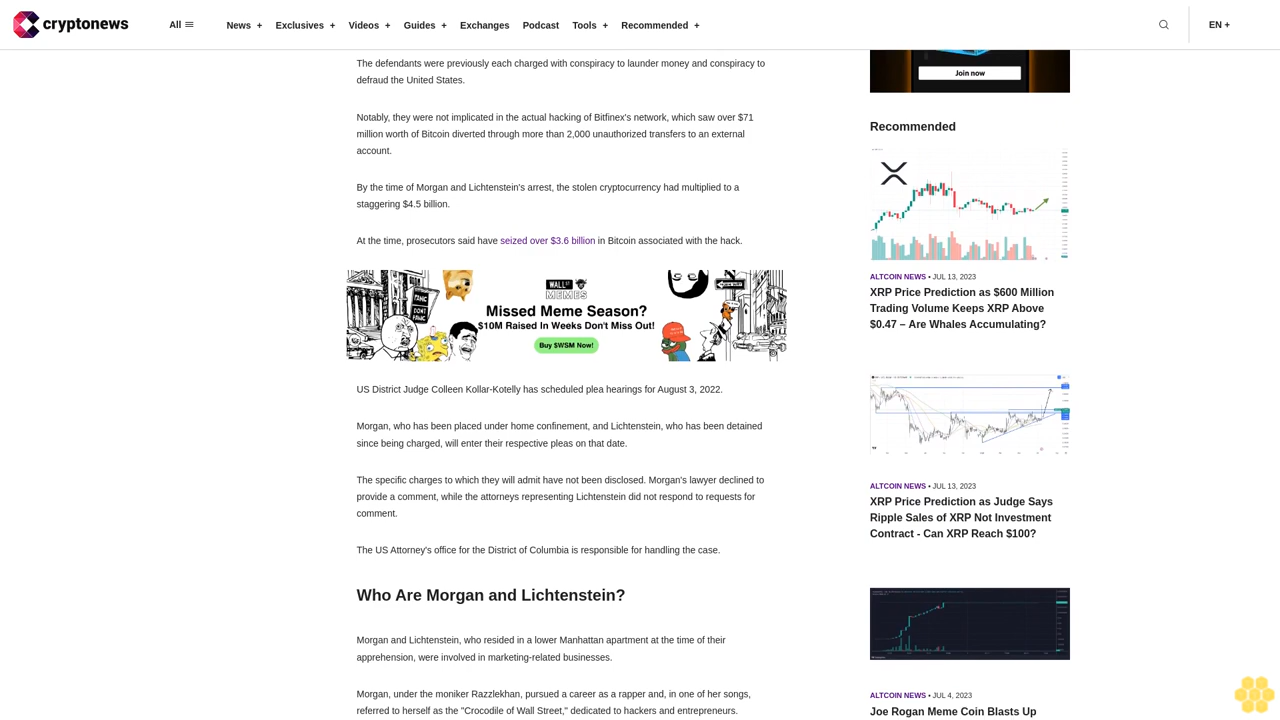 cryptonews
All
News +
Exclusives +
Videos +
Guides +
Exchanges
Podcast
Tools +
Recommended +
EN +
The defendants were previously each charged with conspiracy to launder money and conspiracy to
defraud the United States.
Notably, they were not implicated in the actual hacking of Bitfinex's network, which saw over $71
million worth of Bitcoin diverted through more than 2,000 unauthorized transfers to an external
account.
By the time of Morgan and Lichtenstein's arrest, the stolen cryptocurrency had multiplied to a
staggering $4.5 billion.
At the time, prosecutors said have seized over $3.6 billion in Bitcoin associated with the hack.
PANIC
DON'T
PANIC
WALL ST
MEMES
Missed Meme Season?
$10M Raised In Weeks Don't Miss Out!
Buy $WSM Now!
US District Judge Colleen Kollar-Kotelly has scheduled plea hearings for August 3, 2022.
Morgan, who has been placed under home confinement, and Lichtenstein, who has been detained
since being charged, will enter their respective pleas on that date.
The specific charges to which they will admit have not been disclosed. Morgan's lawyer declined to
provide a comment, while the attorneys representing Lichtenstein did not respond to requests for
comment.
The US Attorney's office for the District of Columbia is responsible for handling the case.
Who Are Morgan and Lichtenstein?
Morgan and Lichtenstein, who resided in a lower Manhattan apartment at the time of their
apprehension, were involved in marketing-related businesses.
Morgan, under the moniker Razzlekhan, pursued a career as a rapper and, in one of her songs,
referred to herself as the "Crocodile of Wall Street," dedicated to hackers and entrepreneurs.
Join now
Recommended
ALTCOIN NEWS • JUL 13, 2023
XRP Price Prediction as $600 Million
Trading Volume Keeps XRP Above
$0.47 – Are Whales Accumulating?
ALTCOIN NEWS • JUL 13, 2023
XRP Price Prediction as Judge Says
Ripple Sales of XRP Not Investment
Contract - Can XRP Reach $100?
ALTCOIN NEWS • JUL 4, 2023
Joe Rogan Meme Coin Blasts Up